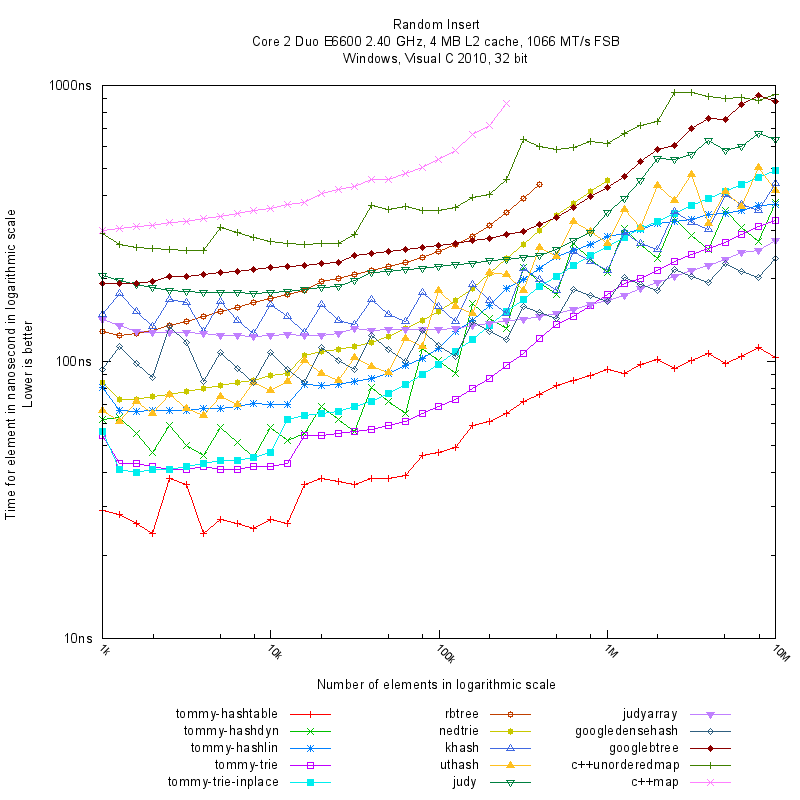 Random Insert
Core 2 Duo E6600 2.40 GHz, 4 MB L2 cache, 1066 MT/s FSB
Windows, Visual C 2010, 32 bit
1000ns
100ns
10ns
Time for element in nanosecond in logarithmic scale
Lower is better
1k
10k
100k
1M
10M
Number of elements in logarithmic scale
tommy-hashtable
tommy-hashdyn
tommy-hashlin
tommy-trie
tommy-trie-inplace
rbtree
nedtrie
khash
uthash
judy
judyarray
googledensehash
googlebtree
c++unorderedmap
c++map